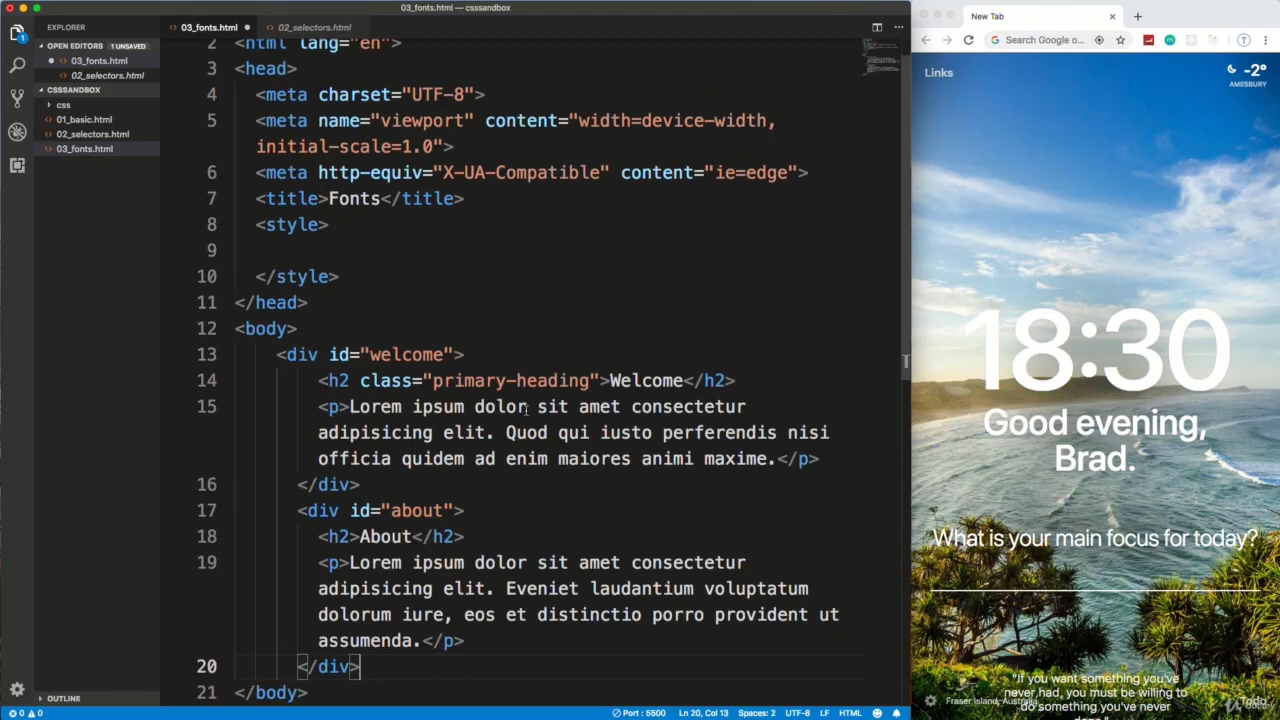 03_fonts.html — csssandbox
EXPLORER
03_fonts.html
02_selectors.html
OPEN EDITORS 1 UNSAVED
03_fonts.html
02_selectors.html
CSSSANDBOX
css
01_basic.html
02_selectors.html
03_fonts.html
OUTLINE
2 <html lang="en">
3 <head>
4 <meta charset="UTF-8">
5 <meta name="viewport" content="width=device-width,
initial-scale=1.0">
6 <meta http-equiv="X-UA-Compatible" content="ie=edge">
7 <title>Fonts</title>
8 <style>
9
10 </style>
11 </head>
12 <body>
13 <div id="welcome">
14 <h2 class="primary-heading">Welcome</h2>
15 <p>Lorem ipsum dolor sit amet consectetur
adipisicing elit. Quod qui iusto perferendis nisi
officia quidem ad enim maiores animi maxime.</p>
16 </div>
17 <div id="about">
18 <h2>About</h2>
19 <p>Lorem ipsum dolor sit amet consectetur
adipisicing elit. Eveniet laudantium voluptatum
dolorum iure, eos et distinctio porro provident ut
assumenda.</p>
20 </div>
21 </body>
0 0
Port : 5500 Ln 20, Col 13 Spaces: 2 UTF-8 LF HTML
New Tab
Search Google o...
T
Links
-2°
AMESBURY
18:30
Good evening,
Brad.
What is your main focus for today?
"If you want something you've
never had, you must be willing to
do something you've never
Fraser Island, Australia
Todo